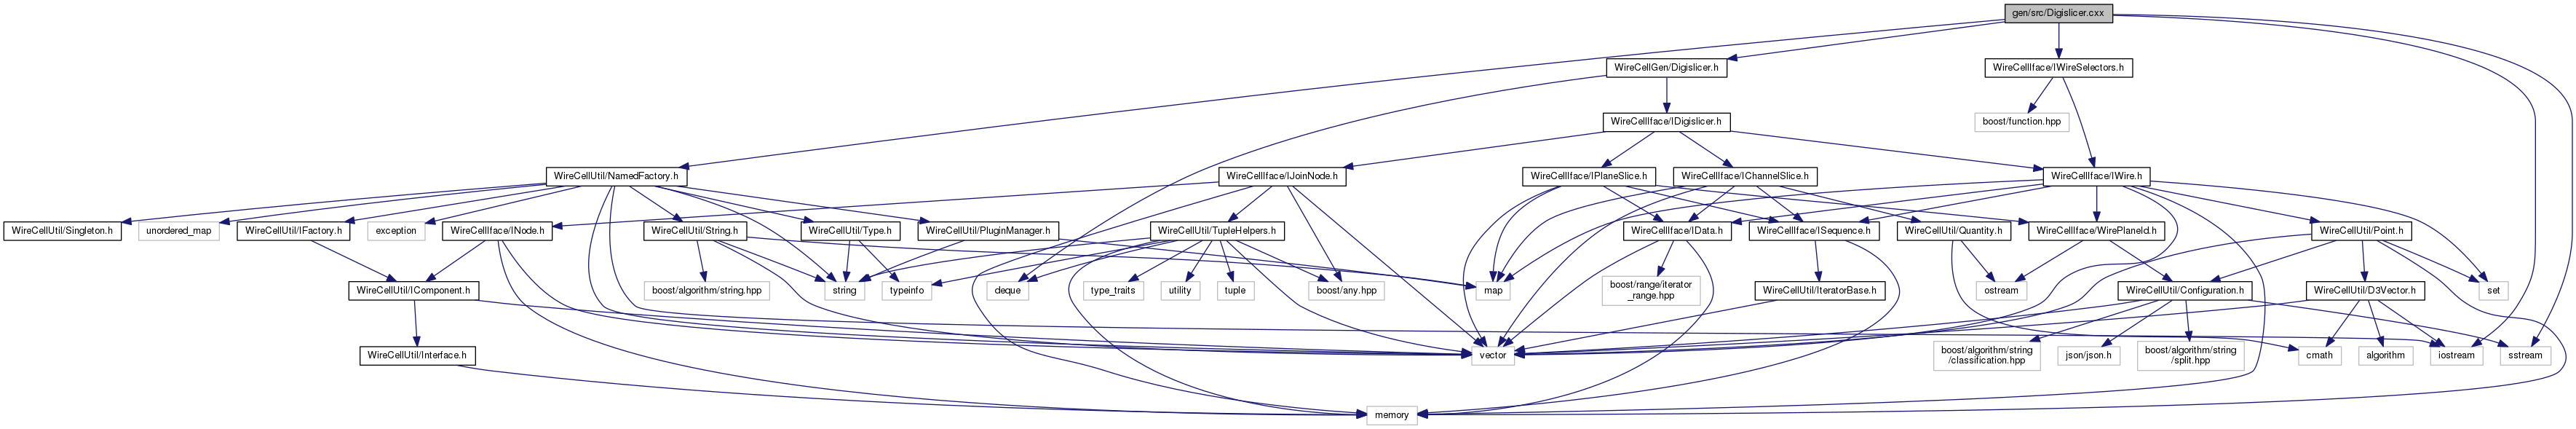 gen/src/Digislicer.cxx
WireCellGen/Digislicer.h
WireCellIface/IWireSelectors.h
boost/function.hpp
WireCellIface/IDigislicer.h
WireCellUtil/NamedFactory.h
WireCellIface/IJoinNode.h
WireCellIface/IPlaneSlice.h
WireCellIface/IChannelSlice.h
WireCellIface/IWire.h
WireCellUtil/Singleton.h
unordered_map
WireCellUtil/IFactory.h
exception
WireCellIface/INode.h
WireCellUtil/String.h
WireCellUtil/Type.h
WireCellUtil/PluginManager.h
WireCellUtil/TupleHelpers.h
WireCellIface/IData.h
WireCellIface/ISequence.h
WireCellUtil/Quantity.h
WireCellIface/WirePlaneId.h
WireCellUtil/Point.h
WireCellUtil/IComponent.h
boost/algorithm/string.hpp
string
typeinfo
deque
type_traits
utility
tuple
boost/any.hpp
map
boost/range/iterator
_range.hpp
WireCellUtil/IteratorBase.h
ostream
WireCellUtil/Configuration.h
WireCellUtil/D3Vector.h
set
WireCellUtil/Interface.h
vector
boost/algorithm/string
/classification.hpp
json/json.h
boost/algorithm/string
/split.hpp
cmath
algorithm
iostream
sstream
memory